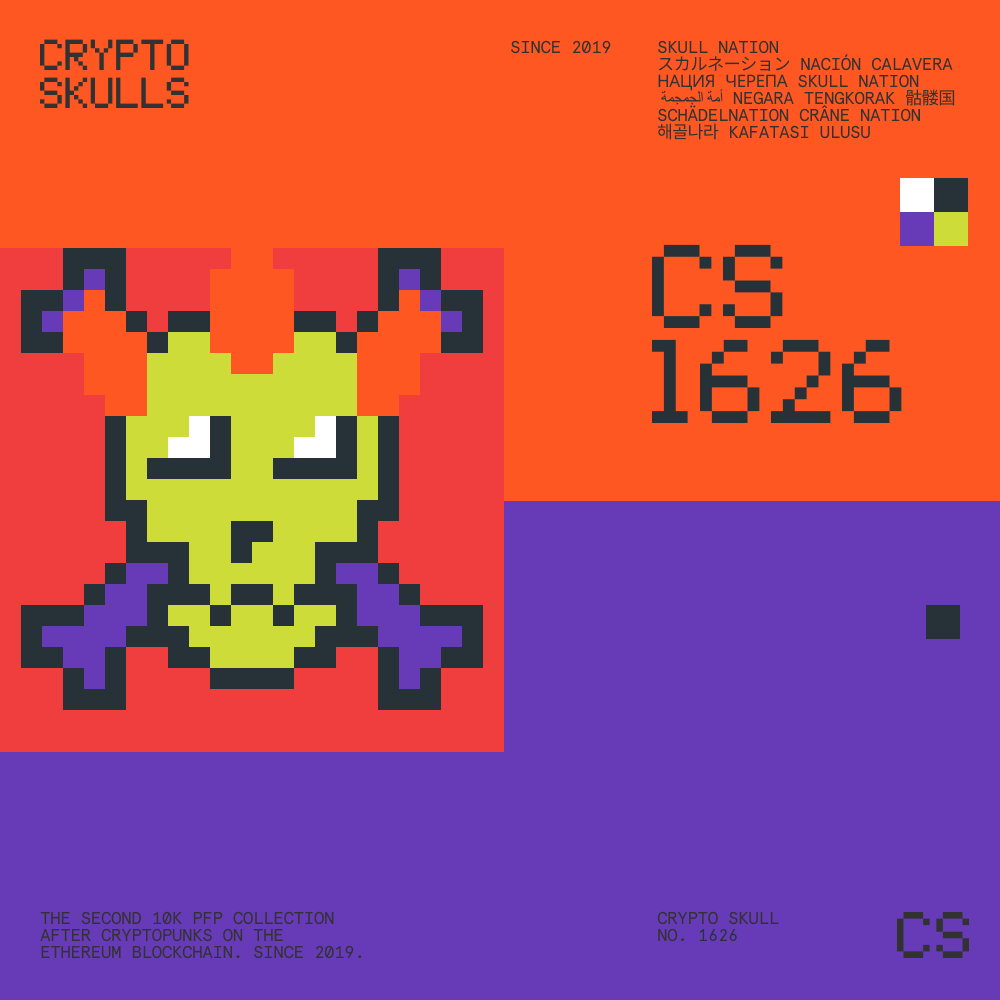 CRYPTO
SKULLS
SINCE 2019
SKULL NATION
スカルネーション NACIÓN CALAVERA
НАЦИЯ ЧЕРЕПА SKULL NATION
أمة الجمجمة NEGARA TENGKORAK 骷髅国
SCHÄDELNATION CRÂNE NATION
해골나라 KAFATASI ULUSU
CS
1626
THE SECOND 10K PFP COLLECTION
AFTER CRYPTOPUNKS ON THE
ETHEREUM BLOCKCHAIN. SINCE 2019.
CRYPTO SKULL
NO. 1626
CS